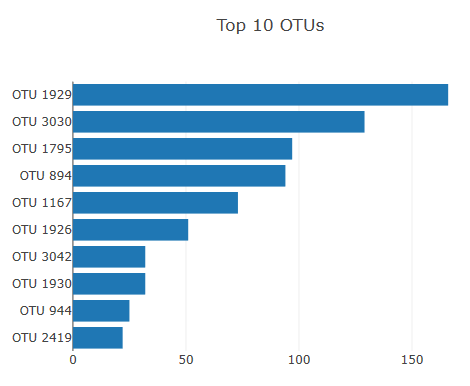 Top 10 OTUs
OTU 1929
OTU 3030
OTU 1795
OTU 894
OTU 1167
OTU 1926
OTU 3042
OTU 1930
OTU 944
OTU 2419
0 50 100 150